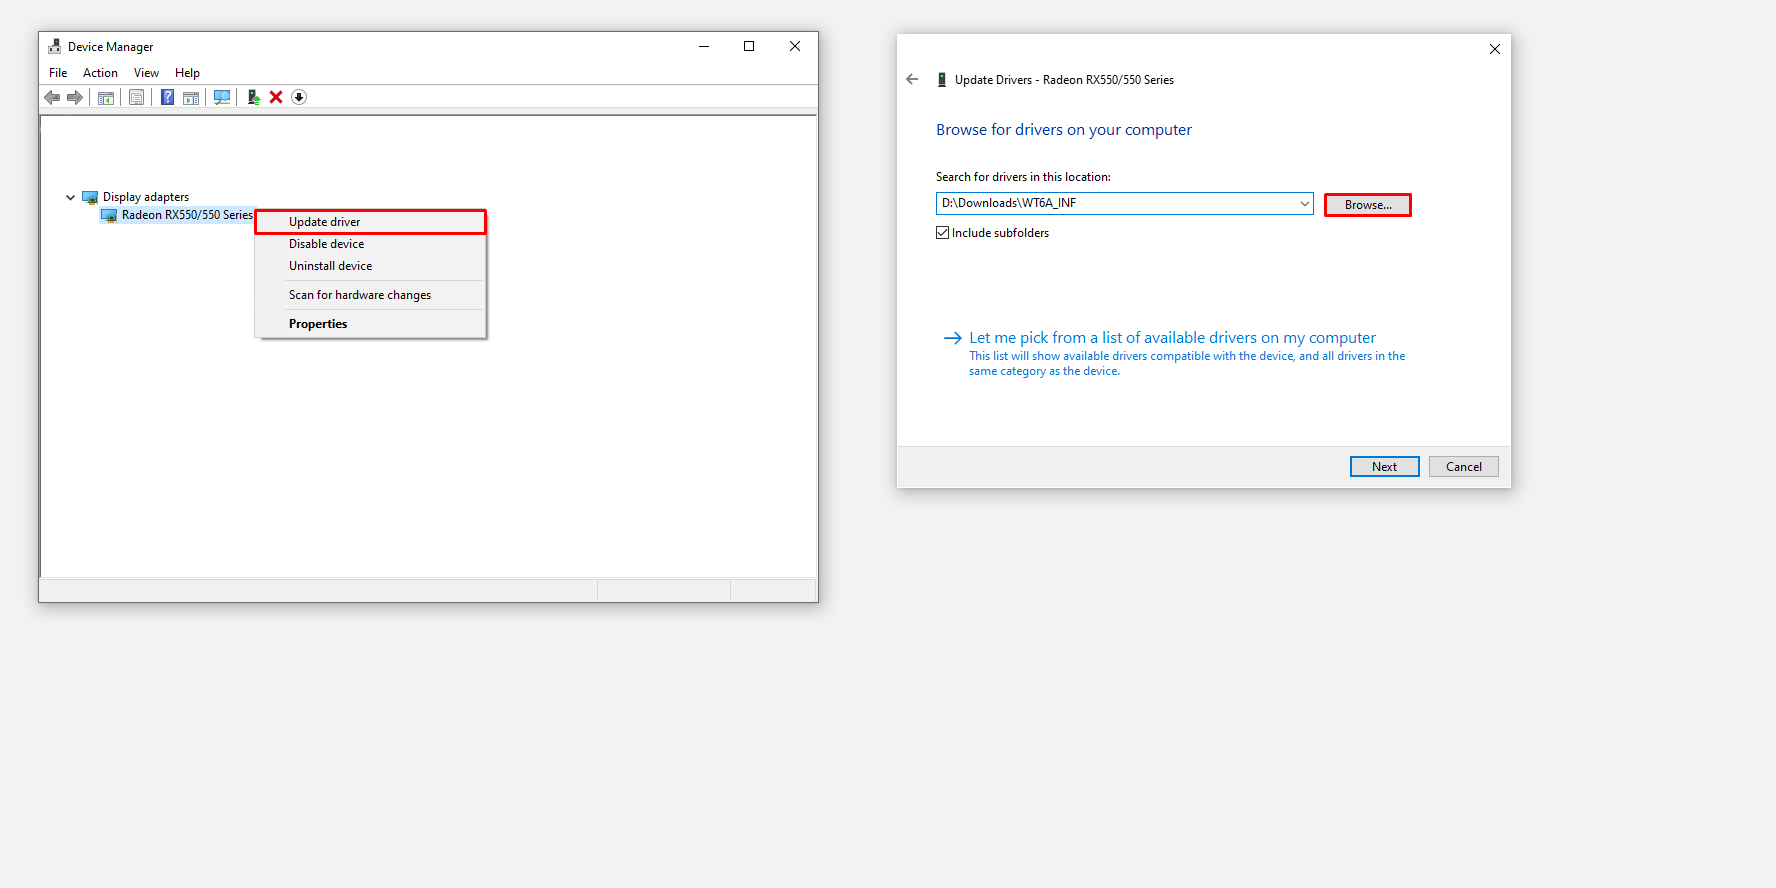 Device Manager
File Action View Help
Display adapters
Radeon RX550/550 Series
Update driver
Disable device
Uninstall device
Scan for hardware changes
Properties
Update Drivers - Radeon RX550/550 Series
Browse for drivers on your computer
Search for drivers in this location:
D:\Downloads\WT6A_INF
Browse...
Include subfolders
Let me pick from a list of available drivers on my computer
This list will show available drivers compatible with the device, and all drivers in the
same category as the device.
Next Cancel